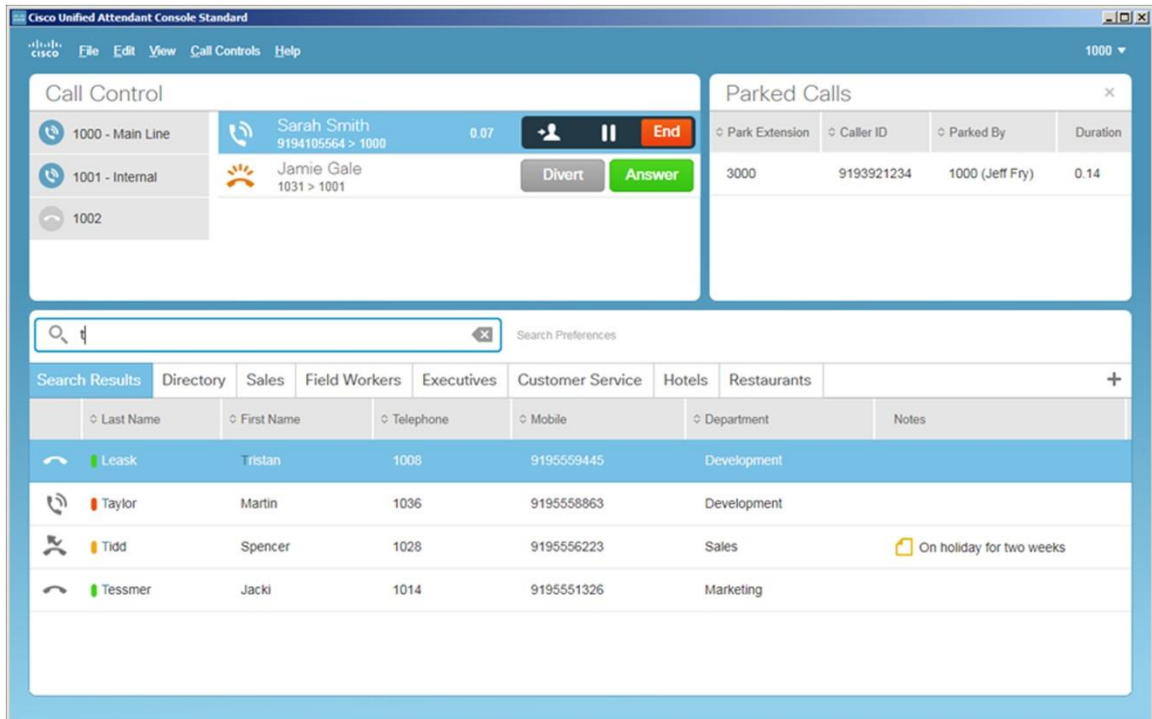 Cisco Unified Attendant Console Standard
cisco File Edit View Call Controls Help 1000
Call Control
1000 - Main Line
1001 - Internal
1002
Sarah Smith 0.07 End
9194105564 > 1000
Jamie Gale Divert Answer
1031 > 1001
Parked Calls
Park Extension Caller ID Parked By Duration
3000 9193921234 1000 (Jeff Fry) 0.14
t Search Preferences
Search Results Directory Sales Field Workers Executives Customer Service Hotels Restaurants +
Last Name First Name Telephone Mobile Department Notes
Leask Tristan 1008 9195559445 Development
Taylor Martin 1036 9195558863 Development
Tidd Spencer 1028 9195556223 Sales On holiday for two weeks
Tessmer Jacki 1014 9195551326 Marketing